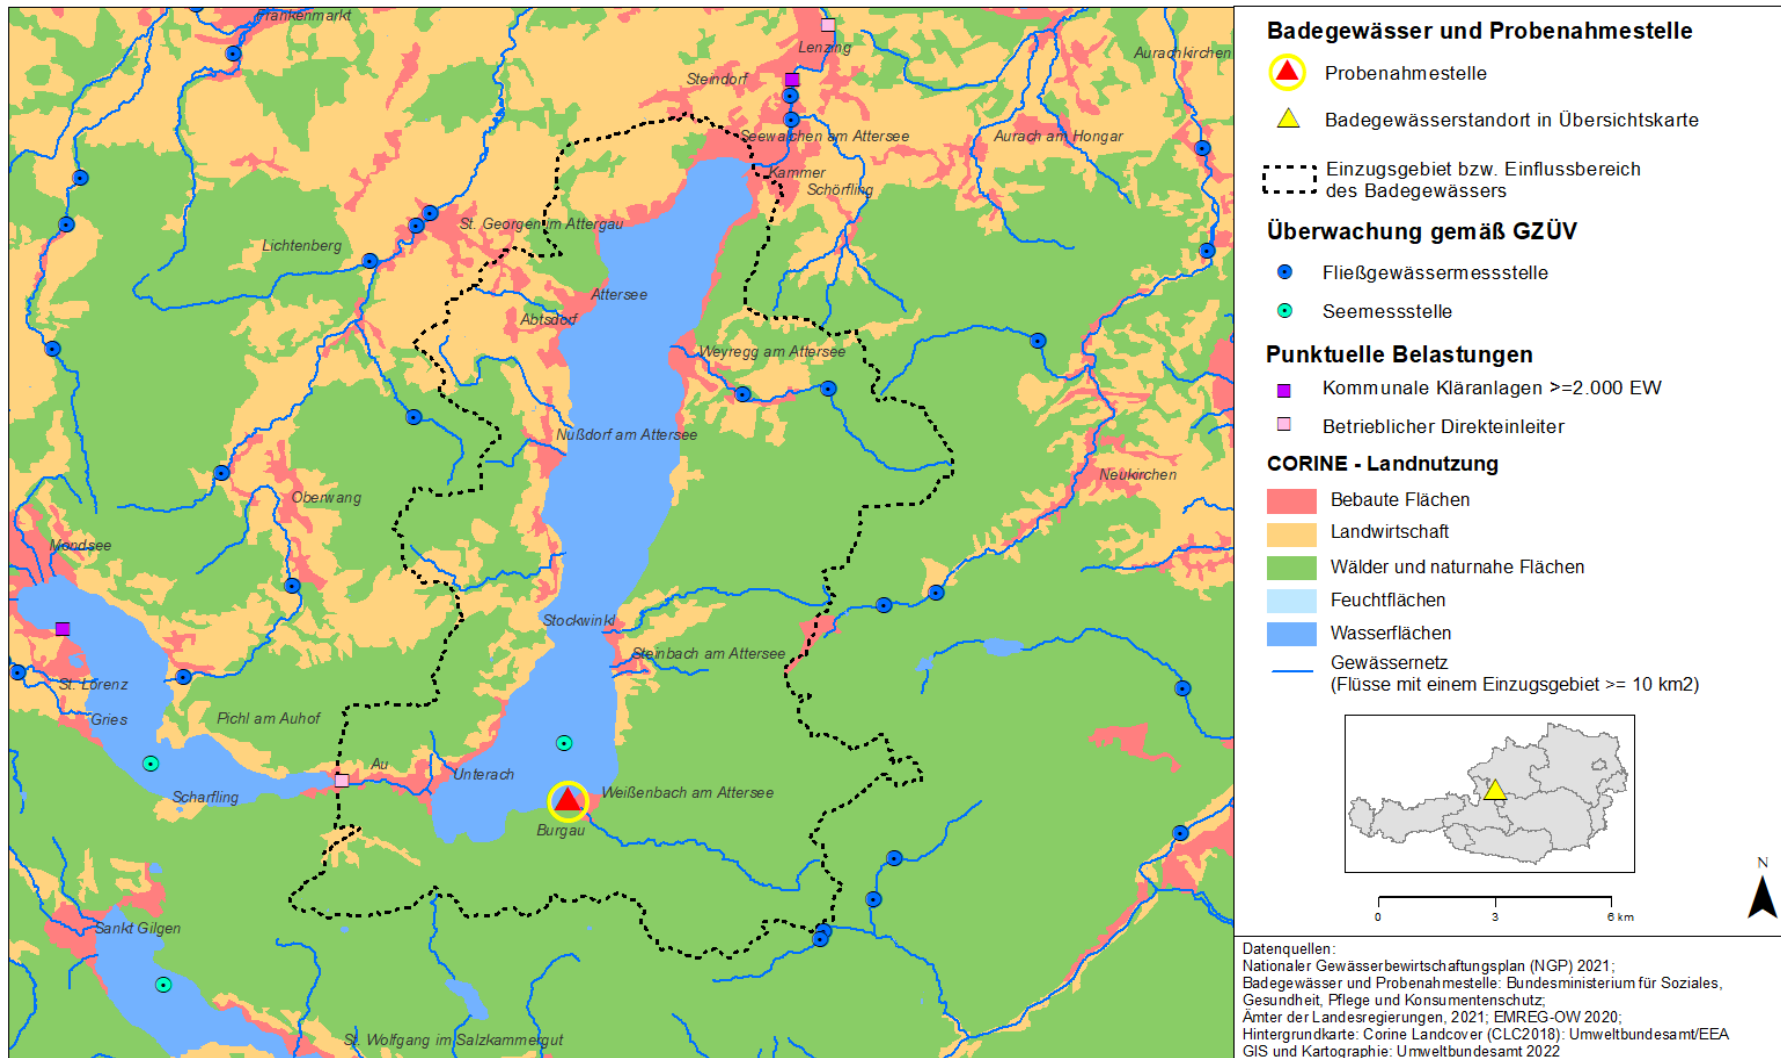 Frankenmarkt
Lenzing
Aurachkirchen
Steindorf
Seewalchen am Attersee
Aurach am Hongar
Kammer
Schörfling
St. Georgen im Attergau
Lichtenberg
Attersee
Abtsdorf
Weyregg am Attersee
Nußdorf am Attersee
Neukirchen
Oberwang
Mondsee
Stockwinkl
Steinbach am Attersee
St. Lorenz
Gries
Pichl am Auhof
Au
Unterach
Scharfling
Weißenbach am Attersee
Burgau
Sankt Gilgen
St. Wolfgang im Salzkammergut
Badegewässer und Probenahmestelle
Probenahmestelle
Badegewässerstandort in Übersichtskarte
Einzugsgebiet bzw. Einflussbereich
des Badegewässers
Überwachung gemäß GZÜV
Fließgewässermessstelle
Seemessstelle
Punktuelle Belastungen
Kommunale Kläranlagen >=2.000 EW
Betrieblicher Direkteinleiter
CORINE - Landnutzung
Bebaute Flächen
Landwirtschaft
Wälder und naturnahe Flächen
Feuchtflächen
Wasserflächen
Gewässernetz
(Flüsse mit einem Einzugsgebiet >= 10 km2)
N
0 3 6 km
Datenquellen:
Nationaler Gewässerbewirtschaftungsplan (NGP) 2021;
Badegewässer und Probenahmestelle: Bundesministerium für Soziales,
Gesundheit, Pflege und Konsumentenschutz;
Ämter der Landesregierungen, 2021; EMREG-OW 2020;
Hintergrundkarte: Corine Landcover (CLC2018): Umweltbundesamt/EEA
GIS und Kartographie: Umweltbundesamt 2022